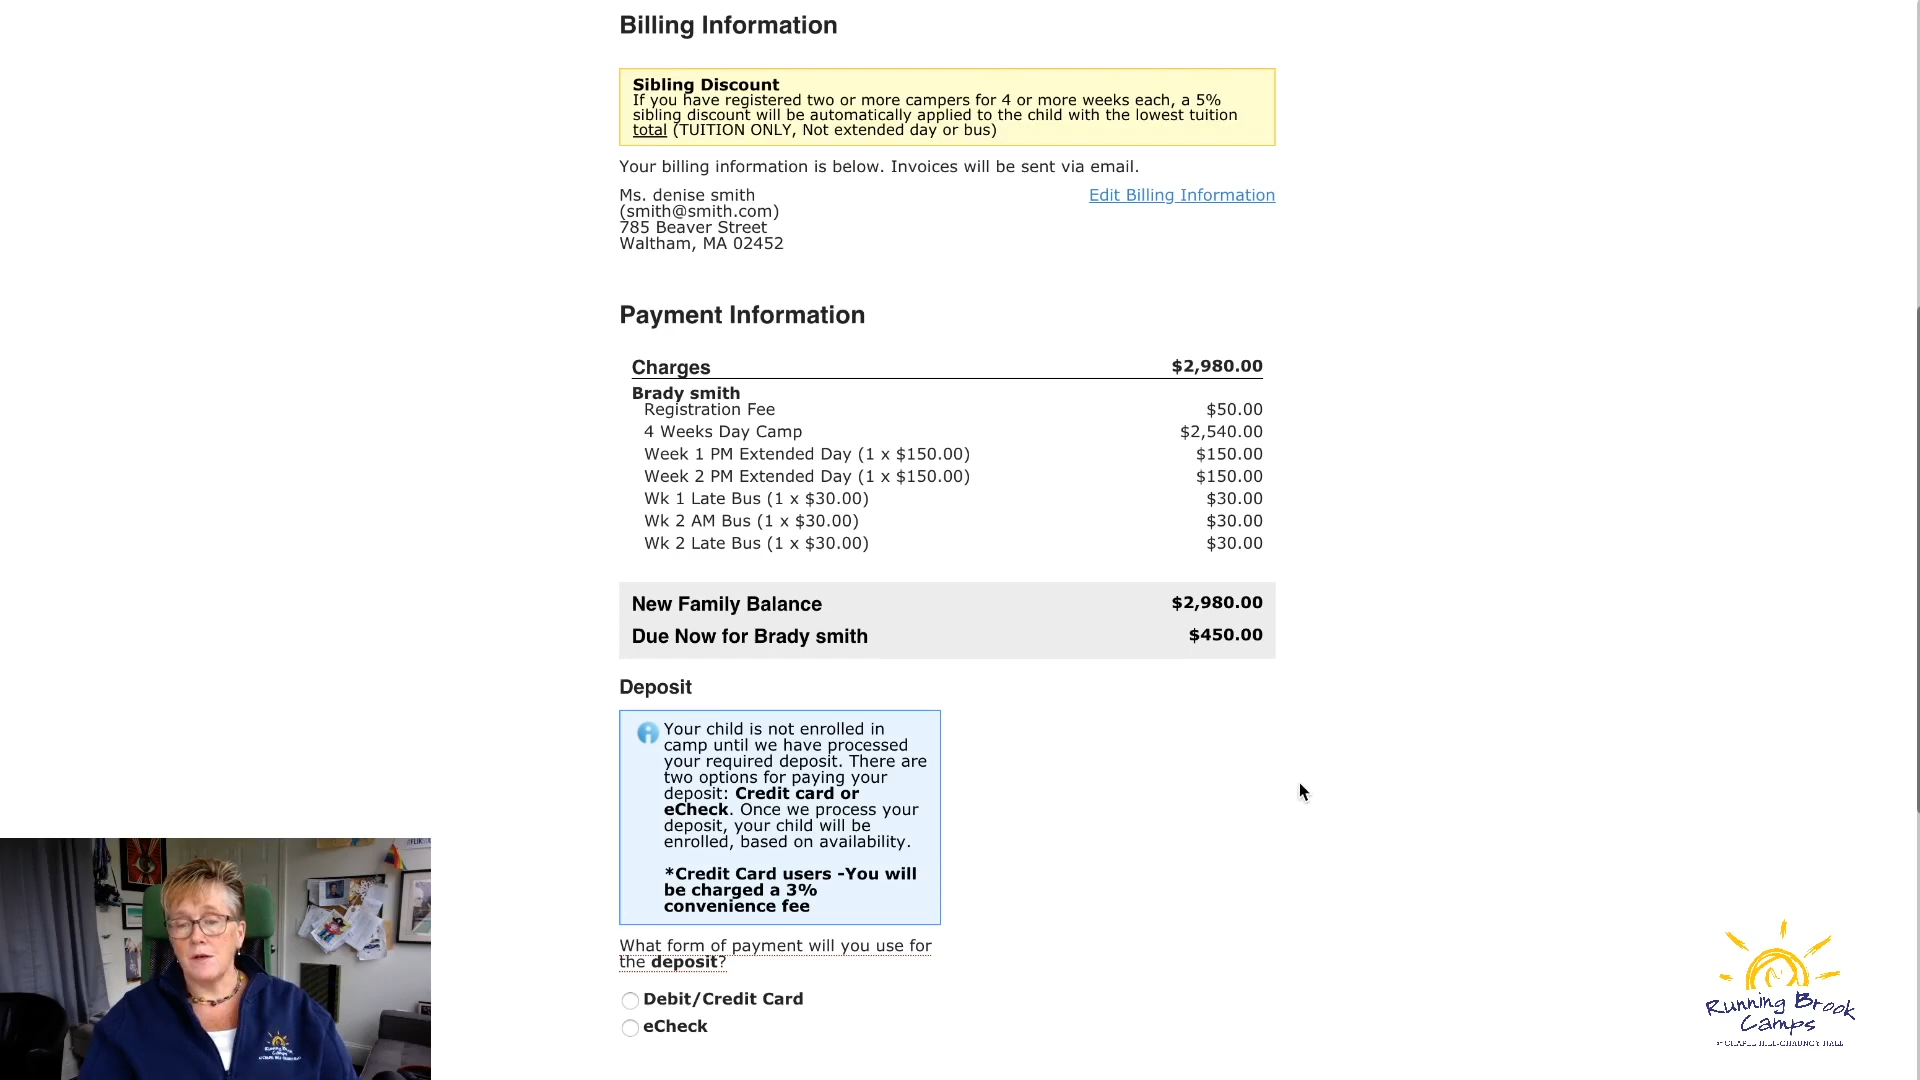 Billing Information
Sibling Discount
If you have registered two or more campers for 4 or more weeks each, a 5%
sibling discount will be automatically applied to the child with the lowest tuition
total (TUITION ONLY, Not extended day or bus)
Your billing information is below. Invoices will be sent via email.
Ms. denise smith
Edit Billing Information
(smith@smith.com)
785 Beaver Street
Waltham, MA 02452
Payment Information
Charges $2,980.00
Brady smith
Registration Fee $50.00
4 Weeks Day Camp $2,540.00
Week 1 PM Extended Day (1 x $150.00) $150.00
Week 2 PM Extended Day (1 x $150.00) $150.00
Wk 1 Late Bus (1 x $30.00) $30.00
Wk 2 AM Bus (1 x $30.00) $30.00
Wk 2 Late Bus (1 x $30.00) $30.00
New Family Balance $2,980.00
Due Now for Brady smith $450.00
Deposit
Your child is not enrolled in
camp until we have processed
your required deposit. There are
two options for paying your
deposit: Credit card or
eCheck. Once we process your
deposit, your child will be
enrolled, based on availability.
*Credit Card users -You will
be charged a 3%
convenience fee
What form of payment will you use for
the deposit?
Debit/Credit Card
eCheck
Running Brook
Camps
AT CHAPEL HILL-CHAUNCY HALL
Running Brook
Camps